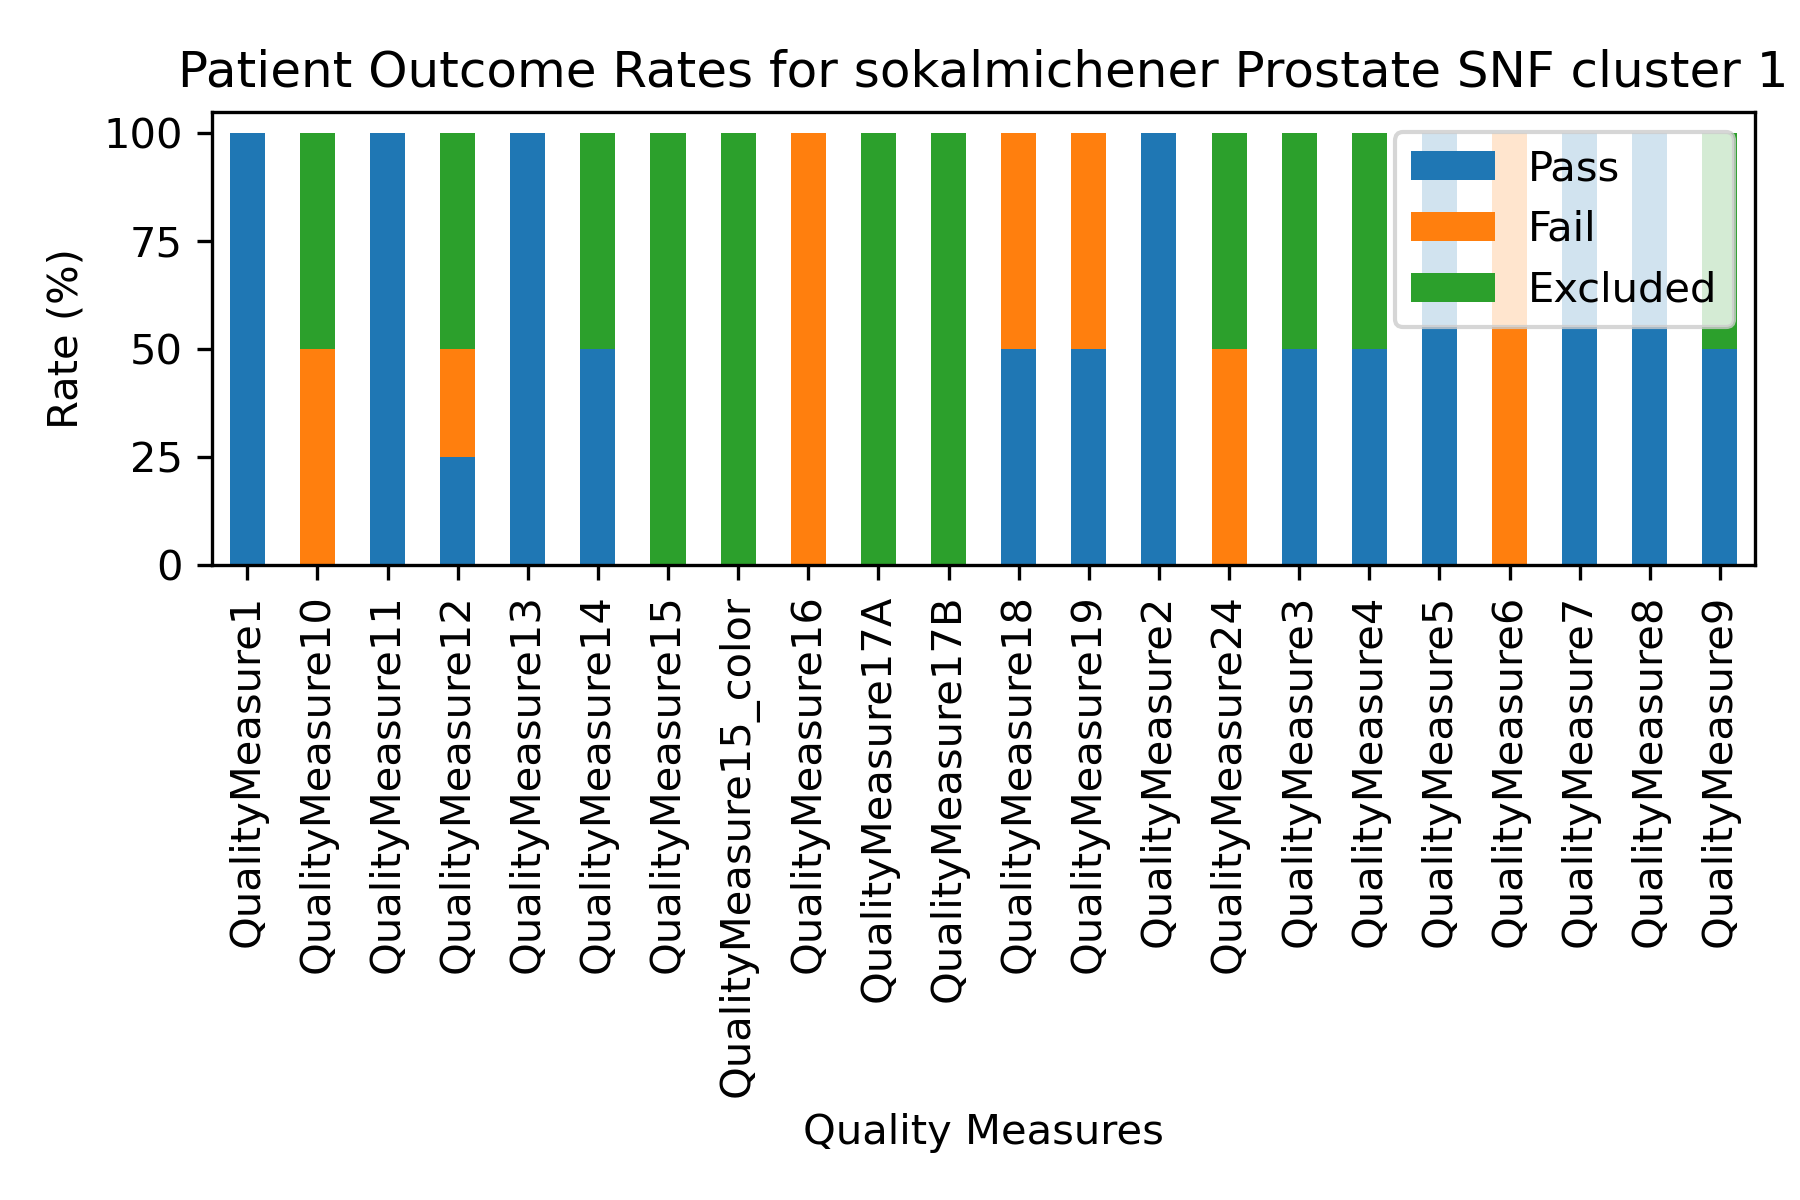 Patient Outcome Rates for sokalmichener Prostate SNF cluster 1
Rate (%)
100
75
50
25
0
Pass
Fail
Excluded
QualityMeasure1
QualityMeasure10
QualityMeasure11
QualityMeasure12
QualityMeasure13
QualityMeasure14
QualityMeasure15
QualityMeasure15_color
QualityMeasure16
QualityMeasure17A
QualityMeasure17B
QualityMeasure18
QualityMeasure19
QualityMeasure2
QualityMeasure24
QualityMeasure3
QualityMeasure4
QualityMeasure5
QualityMeasure6
QualityMeasure7
QualityMeasure8
QualityMeasure9
Quality Measures